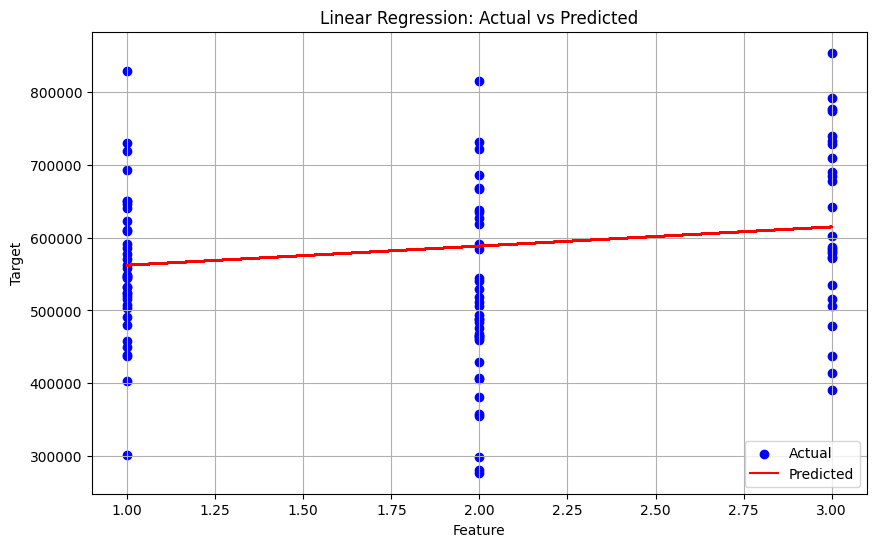 Linear Regression: Actual vs Predicted
800000
700000
600000
500000
400000
300000
Target
1.00 1.25 1.50 1.75 2.00 2.25 2.50 2.75 3.00
Feature
Actual
Predicted